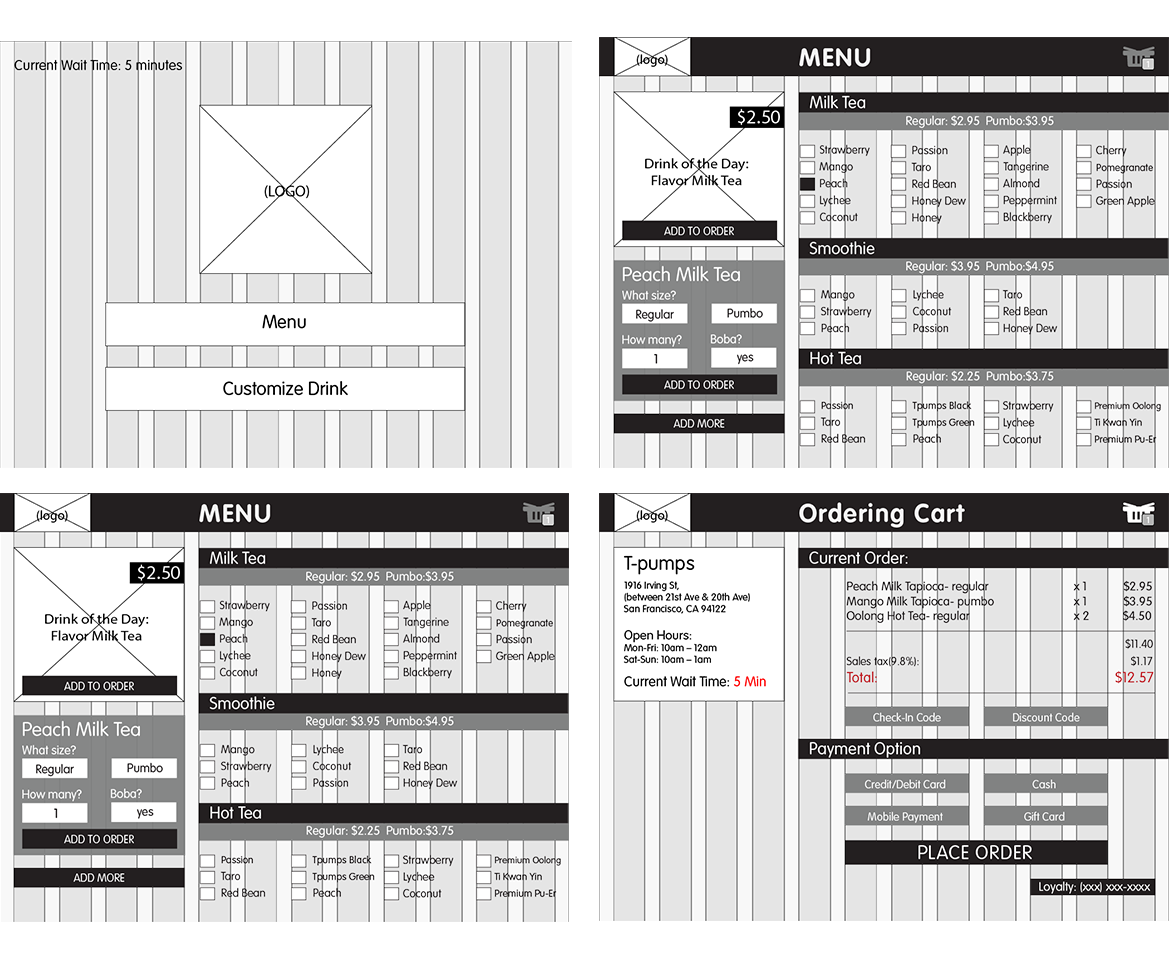 Current Wait Time: 5 minutes
(LOGO)
Menu
Customize Drink
(logo)
MENU
1
$2.50
Drink of the Day:
Flavor Milk Tea
ADD TO ORDER
Peach Milk Tea
What size?
Regular Pumbo
How many? Boba?
1 yes
ADD TO ORDER
ADD MORE
Milk Tea
Regular: $2.95 Pumbo:$3.95
Strawberry Passion Apple Cherry
Mango Taro Tangerine Pomegranate
Peach Red Bean Almond Passion
Lychee Honey Dew Peppermint Green Apple
Coconut Honey Blackberry
Smoothie
Regular: $3.95 Pumbo:$4.95
Mango Lychee Taro
Strawberry Coconut Red Bean
Peach Passion Honey Dew
Hot Tea
Regular: $2.25 Pumbo:$3.75
Passion Tpumps Black Strawberry Premium Oolong
Taro Tpumps Green Lychee Ti Kwan Yin
Red Bean Peach Coconut Premium Pu-Er
(logo)
MENU
1
$2.50
Drink of the Day:
Flavor Milk Tea
ADD TO ORDER
Peach Milk Tea
What size?
Regular Pumbo
How many? Boba?
1 yes
ADD TO ORDER
ADD MORE
Milk Tea
Regular: $2.95 Pumbo:$3.95
Strawberry Passion Apple Cherry
Mango Taro Tangerine Pomegranate
Peach Red Bean Almond Passion
Lychee Honey Dew Peppermint Green Apple
Coconut Honey Blackberry
Smoothie
Regular: $3.95 Pumbo:$4.95
Mango Lychee Taro
Strawberry Coconut Red Bean
Peach Passion Honey Dew
Hot Tea
Regular: $2.25 Pumbo:$3.75
Passion Tpumps Black Strawberry Premium Oolong
Taro Tpumps Green Lychee Ti Kwan Yin
Red Bean Peach Coconut Premium Pu-Er
(logo)
Ordering Cart
1
T-pumps
1916 Irving St,
(between 21st Ave & 20th Ave)
San Francisco, CA 94122
Open Hours:
Mon-Fri: 10am – 12am
Sat-Sun: 10am – 1am
Current Wait Time: 5 Min
Current Order:
Peach Milk Tapioca- regular x 1 $2.95
Mango Milk Tapioca- pumbo x 1 $3.95
Oolong Hot Tea- regular x 2 $4.50
$11.40
Sales tax(9.8%): $1.17
Total: $12.57
Check-In Code Discount Code
Payment Option
Credit/Debit Card Cash
Mobile Payment Gift Card
PLACE ORDER
Loyalty: (xxx) xxx-xxxx